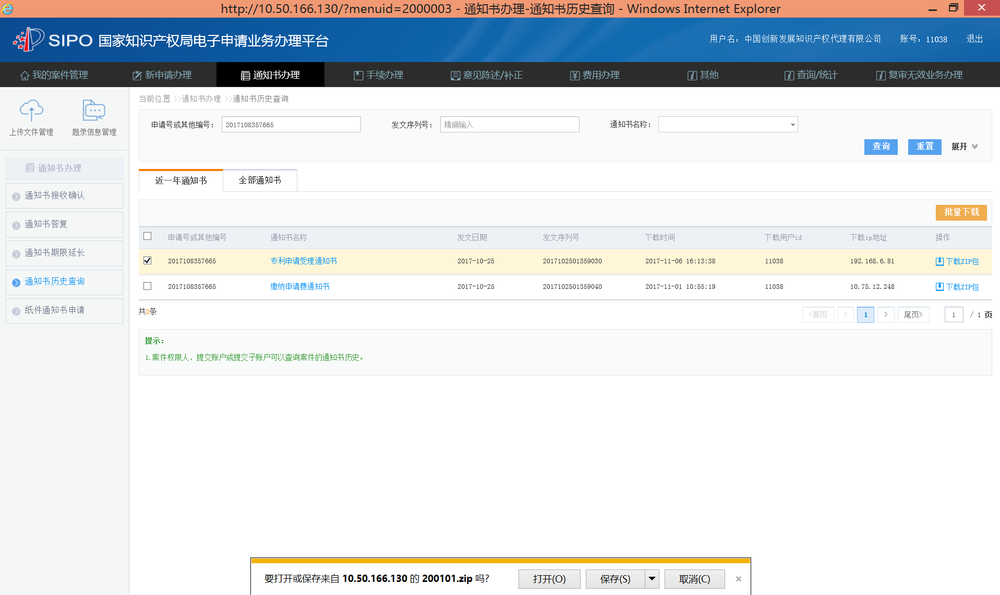 http://10.50.166.130/?menuid=2000003 - 通知书办理-通知书历史查询 - Windows Internet Explorer
SIPO 国家知识产权局电子申请业务办理平台
用户名：中国创新发展知识产权代理有限公司 账号：11038 退出
我的案件管理 新申请办理 通知书办理 手续办理 意见陈述/补正 费用办理 其他 查询/统计 复审无效业务办理
上传文件管理 题录信息管理
通知书办理
通知书接收确认
通知书答复
通知书期限延长
通知书历史查询
纸件通知书申请
当前位置 >>通知书办理 >>通知书历史查询
申请号或其他编号： 2017108357665 发文序列号： 精确输入 通知书名称：
查询 重置 展开
近一年通知书 全部通知书
批量下载
申请号或其他编号 通知书名称 发文日期 发文序列号 下载时间 下载用户id 下载ip地址 操作
2017108357665 专利申请受理通知书 2017-10-25 2017102501359030 2017-11-06 16:13:38 11038 192.168.6.81 下载ZIP包
2017108357665 缴纳申请费通知书 2017-10-25 2017102501359040 2017-11-01 10:55:19 11038 10.75.12.248 下载ZIP包
共2条
<首页 < 1 > 尾页> 1 / 1 页
提示：
1.案件权限人、提交账户或提交子账户可以查询案件的通知书历史。
要打开或保存来自 10.50.166.130 的 200101.zip 吗?
打开(O) 保存(S) 取消(C) ×